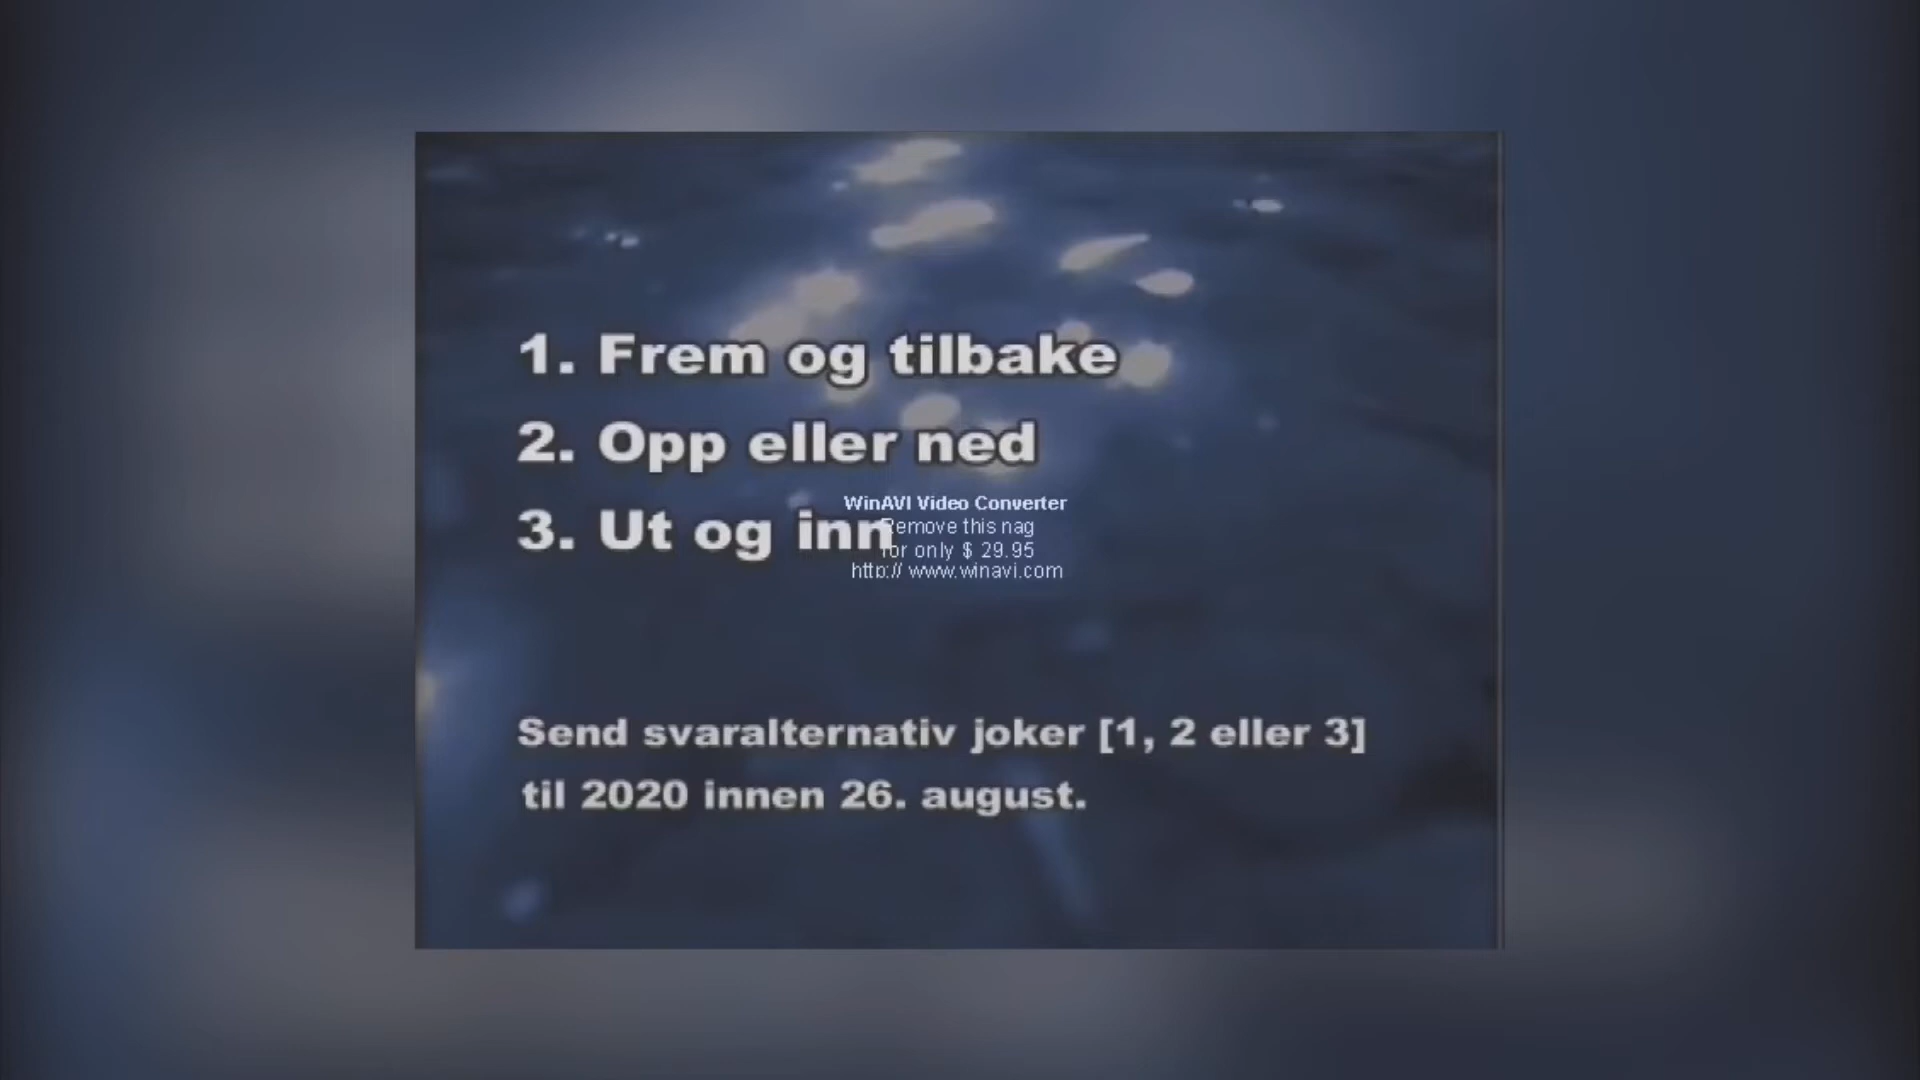 1. Frem og tilbake
2. Opp eller ned
3. Ut og inn
WinAVI Video Converter
Remove this nag
for only $ 29.95
http:// www.winavi.com
Send svaralternativ joker [1, 2 eller 3]
til 2020 innen 26. august.